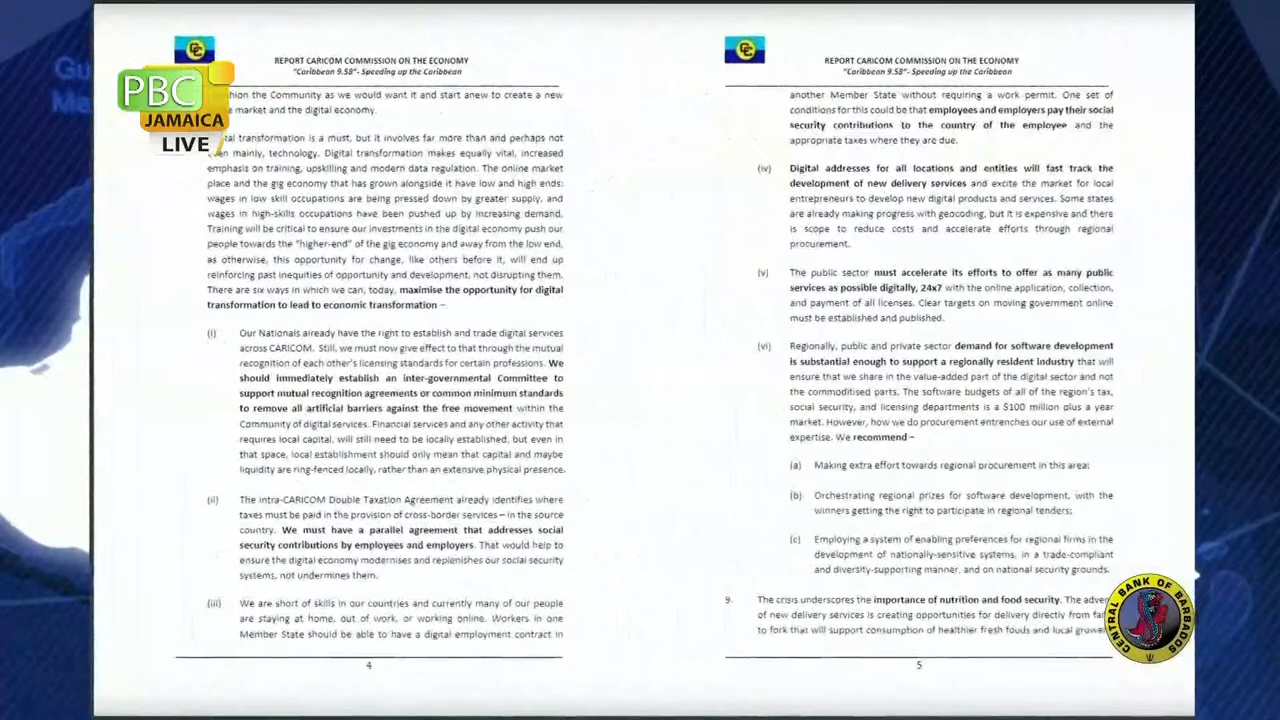 Gu
Me
PBC
JAMAICA
LIVE
REPORT CARICOM COMMISSION ON THE ECONOMY
"Caribbean 9.58"- Speeding up the Caribbean
the Community as we would want it and start anew to create a new
market and the digital economy.
transformation is a must, but it involves far more than and perhaps not
mainly, technology. Digital transformation makes equally vital, increased
emphasis on training, upskilling and modern data regulation. The online market
place and the gig economy that has grown alongside it have low and high ends:
wages in low skill occupations are being pressed down by greater supply, and
wages in high-skills occupations have been pushed up by increasing demand.
Training will be critical to ensure our investments in the digital economy push our
people towards the "higher-end" of the gig economy and away from the low end,
as otherwise, this opportunity for change, like others before it, will end up
reinforcing past inequities of opportunity and development, not disrupting them.
There are six ways in which we can, today, maximise the opportunity for digital
transformation to lead to economic transformation –
(i) Our Nationals already have the right to establish and trade digital services
across CARICOM. Still, we must now give effect to that through the mutual
recognition of each other's licensing standards for certain professions. We
should immediately establish an inter-governmental Committee to
support mutual recognition agreements or common minimum standards
to remove all artificial barriers against the free movement within the
Community of digital services. Financial services and any other activity that
requires local capital, will still need to be locally established, but even in
that space, local establishment should only mean that capital and maybe
liquidity are ring-fenced locally, rather than an extensive physical presence.
(ii) The intra-CARICOM Double Taxation Agreement already identifies where
taxes must be paid in the provision of cross-border services – in the source
country. We must have a parallel agreement that addresses social
security contributions by employees and employers. That would help to
ensure the digital economy modernises and replenishes our social security
systems, not undermines them.
(iii) We are short of skills in our countries and currently many of our people
are staying at home, out of work, or working online. Workers in one
Member State should be able to have a digital employment contract in
4
REPORT CARICOM COMMISSION ON THE ECONOMY
"Caribbean 9.58"- Speeding up the Caribbean
another Member State without requiring a work permit. One set of
conditions for this could be that employees and employers pay their social
security contributions to the country of the employee and the
appropriate taxes where they are due.
(iv) Digital addresses for all locations and entities will fast track the
development of new delivery services and excite the market for local
entrepreneurs to develop new digital products and services. Some states
are already making progress with geocoding, but it is expensive and there
is scope to reduce costs and accelerate efforts through regional
procurement.
(v) The public sector must accelerate its efforts to offer as many public
services as possible digitally, 24x7 with the online application, collection,
and payment of all licenses. Clear targets on moving government online
must be established and published.
(vi) Regionally, public and private sector demand for software development
is substantial enough to support a regionally resident industry that will
ensure that we share in the value-added part of the digital sector and not
the commoditised parts. The software budgets of all of the region's tax,
social security, and licensing departments is a $100 million plus a year
market. However, how we do procurement entrenches our use of external
expertise. We recommend –
(a) Making extra effort towards regional procurement in this area;
(b) Orchestrating regional prizes for software development, with the
winners getting the right to participate in regional tenders;
(c) Employing a system of enabling preferences for regional firms in the
development of nationally-sensitive systems, in a trade-compliant
and diversity-supporting manner, and on national security grounds.
9. The crisis underscores the importance of nutrition and food security. The adven
of new delivery services is creating opportunities for delivery directly from fa
to fork that will support consumption of healthier fresh foods and local grow
5
CENTRAL BANK OF BARBADOS